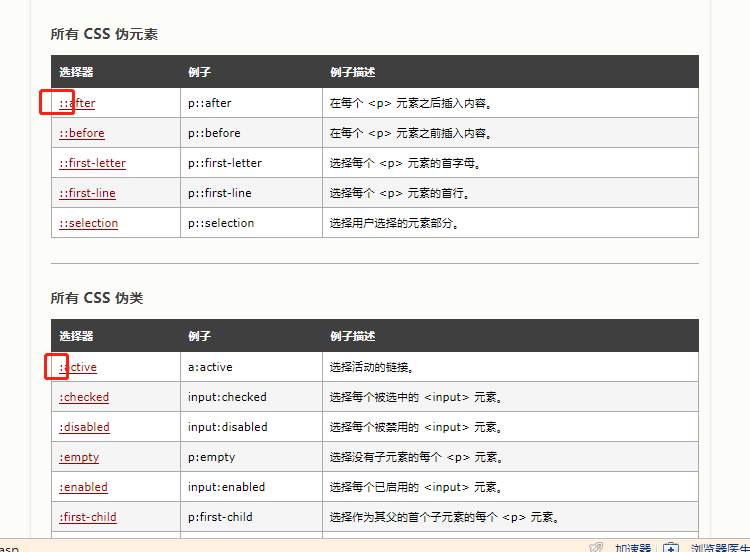 所有 CSS 伪元素
选择器 例子 例子描述
::after p::after 在每个 <p> 元素之后插入内容。
::before p::before 在每个 <p> 元素之前插入内容。
::first-letter p::first-letter 选择每个 <p> 元素的首字母。
::first-line p::first-line 选择每个 <p> 元素的首行。
::selection p::selection 选择用户选择的元素部分。
所有 CSS 伪类
选择器 例子 例子描述
:active a:active 选择活动的链接。
:checked input:checked 选择每个被选中的 <input> 元素。
:disabled input:disabled 选择每个被禁用的 <input> 元素。
:empty p:empty 选择没有子元素的每个 <p> 元素。
:enabled input:enabled 选择每个已启用的 <input> 元素。
:first-child p:first-child 选择作为其父的首个子元素的每个 <p> 元素。
asp 加速器 浏览器医生